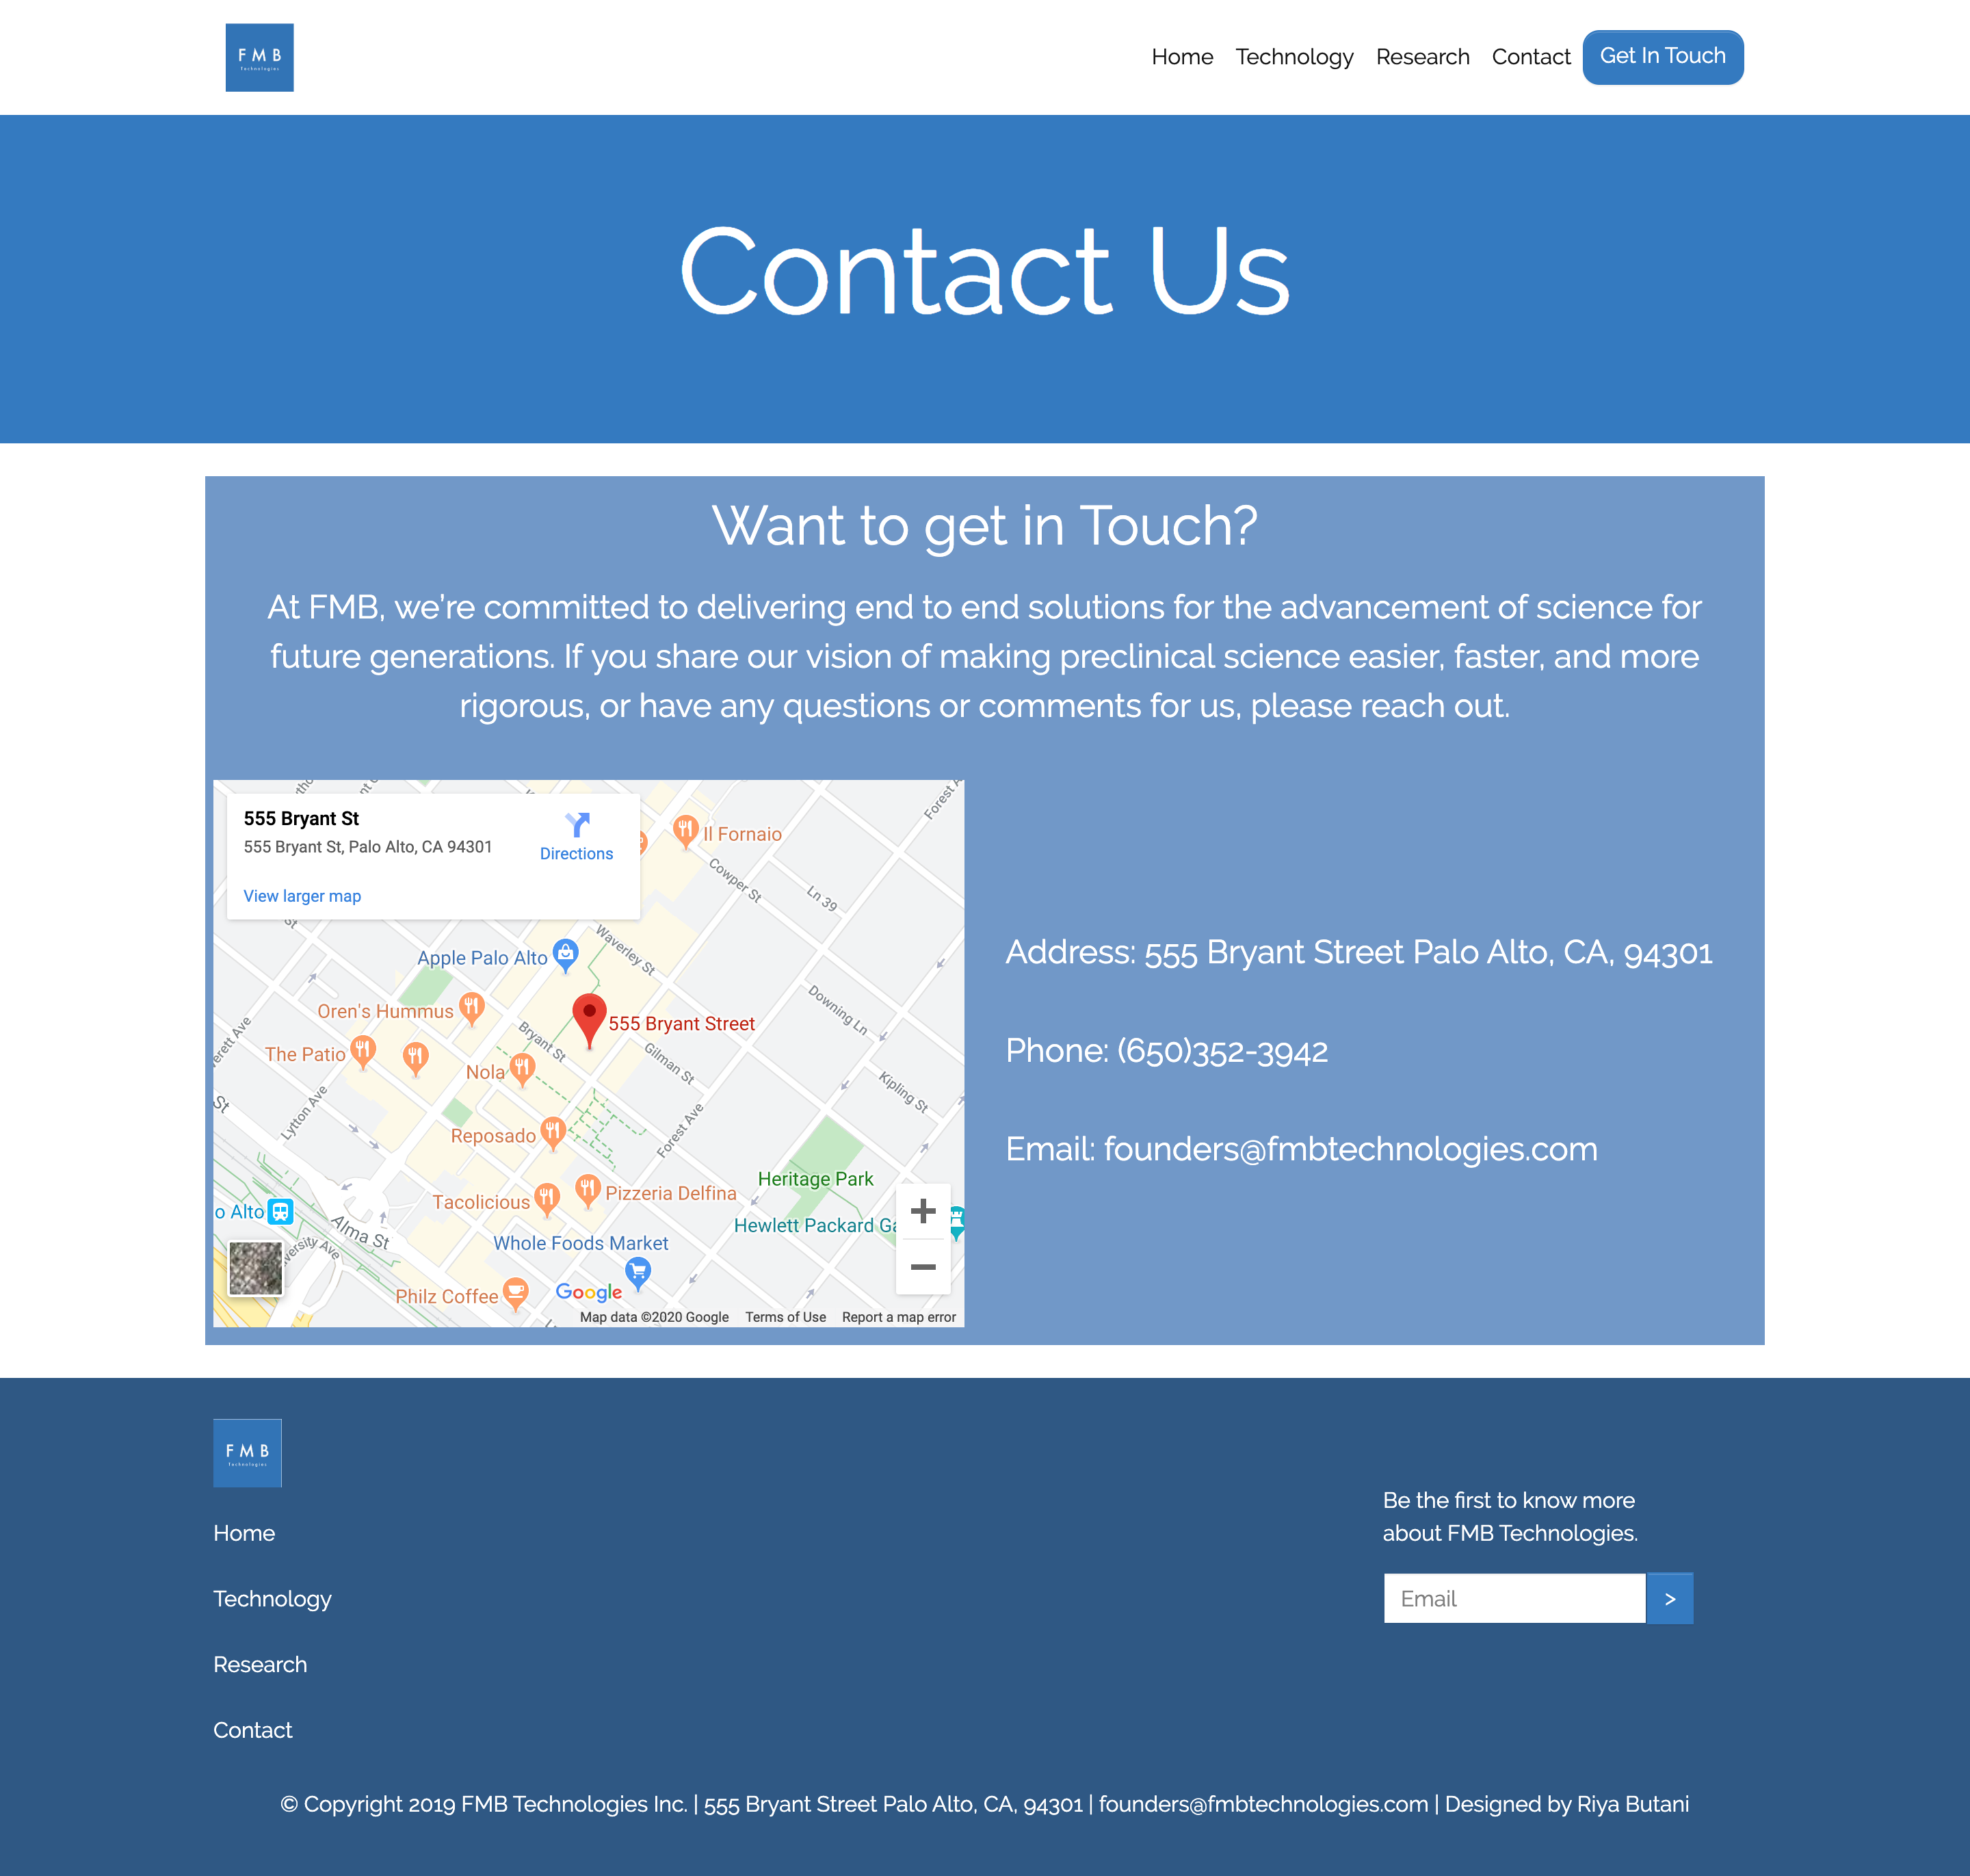 F M B
Technologies
Home Technology Research Contact Get In Touch
Contact Us
Want to get in Touch?
At FMB, we're committed to delivering end to end solutions for the advancement of science for
future generations. If you share our vision of making preclinical science easier, faster, and more
rigorous, or have any questions or comments for us, please reach out.
555 Bryant St
555 Bryant St, Palo Alto, CA 94301
Directions
View larger map
Il Fornaio
Forest A
Cowper St
Ln 39
St
Waverley St
Apple Palo Alto
Downing Ln
Oren's Hummus
555 Bryant Street
Bryant St
The Patio
Gilman St
Nola
Kipling St
Lytton Ave
St
Forest Ave
Reposado
Heritage Park
Pizzeria Delfina
Tacolicious
o Alto
Alma St
Hewlett Packard Ga
versity Ave
Whole Foods Market
Philz Coffee
Google
Map data ©2020 Google Terms of Use Report a map error
Address: 555 Bryant Street Palo Alto, CA, 94301
Phone: (650)352-3942
Email: founders@fmbtechnologies.com
F M B
Technologies
Home
Technology
Research
Contact
Be the first to know more
about FMB Technologies.
Email >
© Copyright 2019 FMB Technologies Inc. | 555 Bryant Street Palo Alto, CA, 94301 | founders@fmbtechnologies.com | Designed by Riya Butani